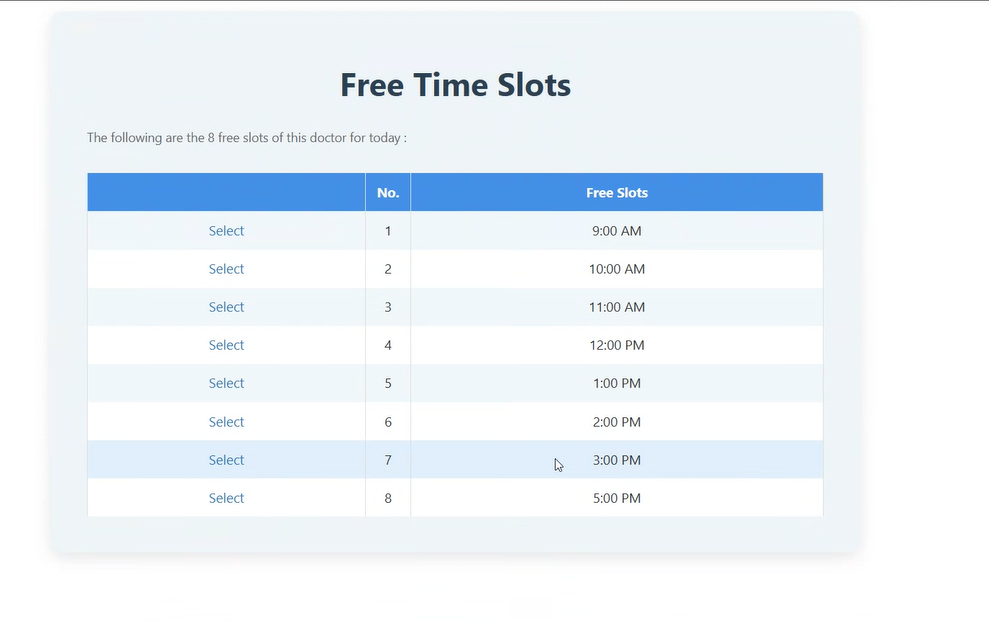 Free Time Slots
The following are the 8 free slots of this doctor for today :
No. Free Slots
Select 1 9:00 AM
Select 2 10:00 AM
Select 3 11:00 AM
Select 4 12:00 PM
Select 5 1:00 PM
Select 6 2:00 PM
Select 7 3:00 PM
Select 8 5:00 PM